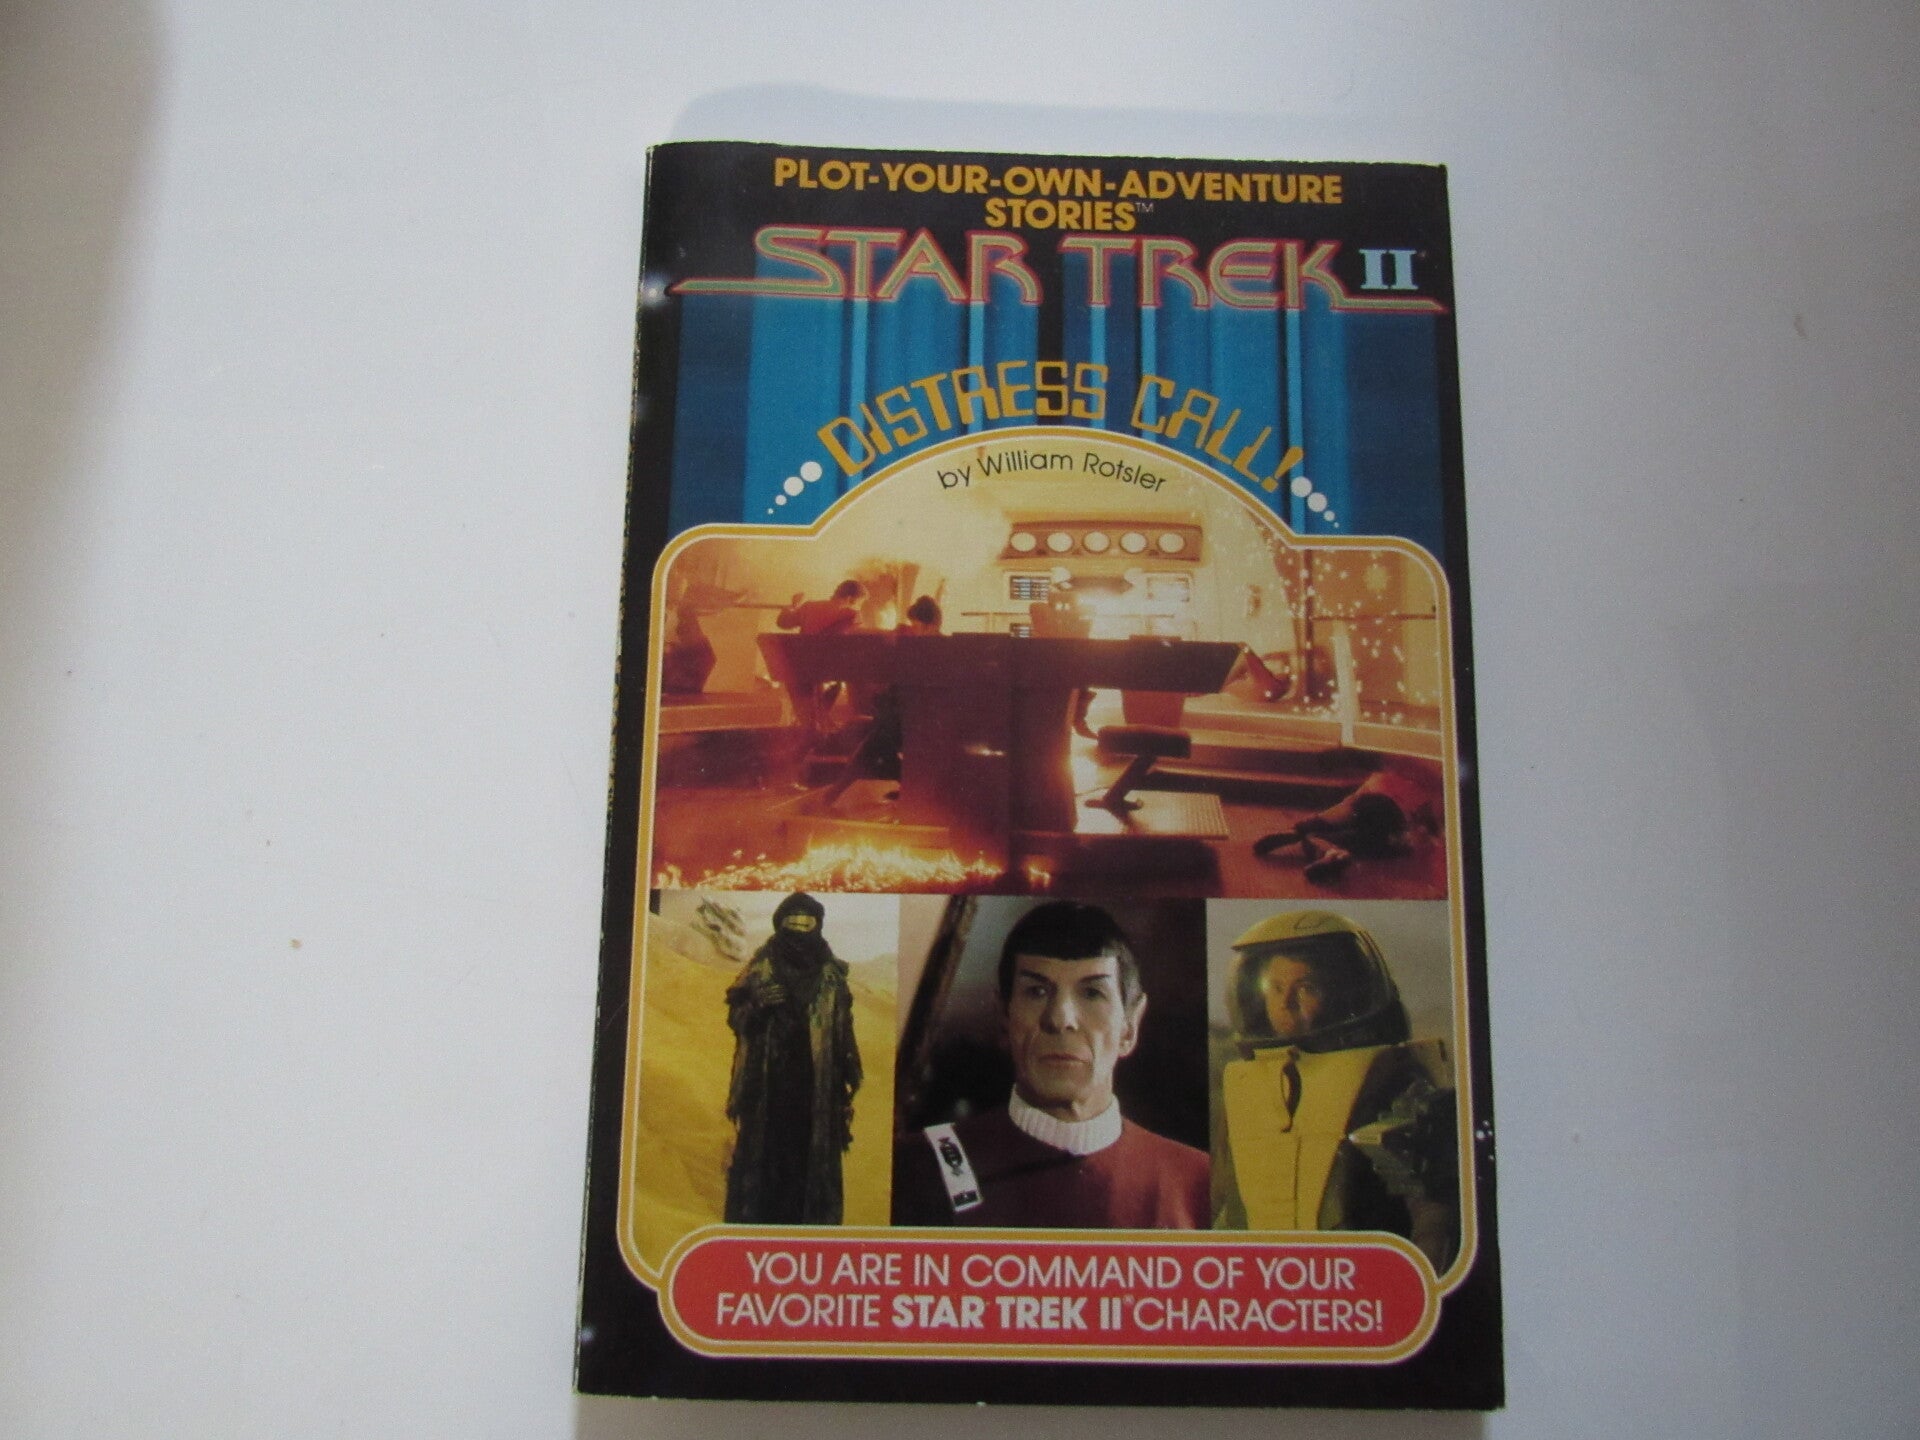 PLOT-YOUR-OWN-ADVENTURE
STORIES™
STAR TREK II
DISTRESS CALL!
by William Rotsler
YOU ARE IN COMMAND OF YOUR
FAVORITE STAR TREK II® CHARACTERS!